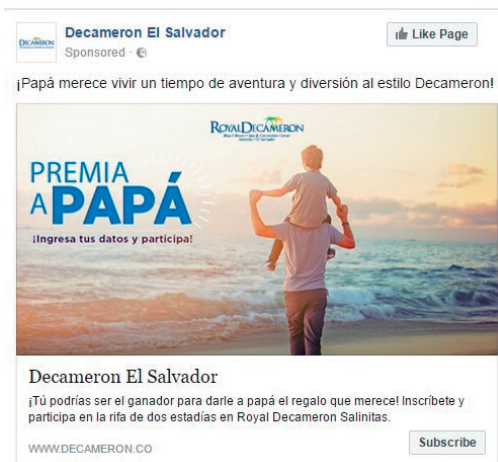 Decameron El Salvador
Like Page
DECAMERON
Sponsored ·
¡Papá merece vivir un tiempo de aventura y diversión al estilo Decameron!
ROYALDECAMERON
PREMIA
A PAPÁ
¡Ingresa tus datos y participa!
Decameron El Salvador
¡Tú podrías ser el ganador para darle a papá el regalo que merece! Inscríbete y
participa en la rifa de dos estadías en Royal Decameron Salinitas.
WWW.DECAMERON.CO
Subscribe